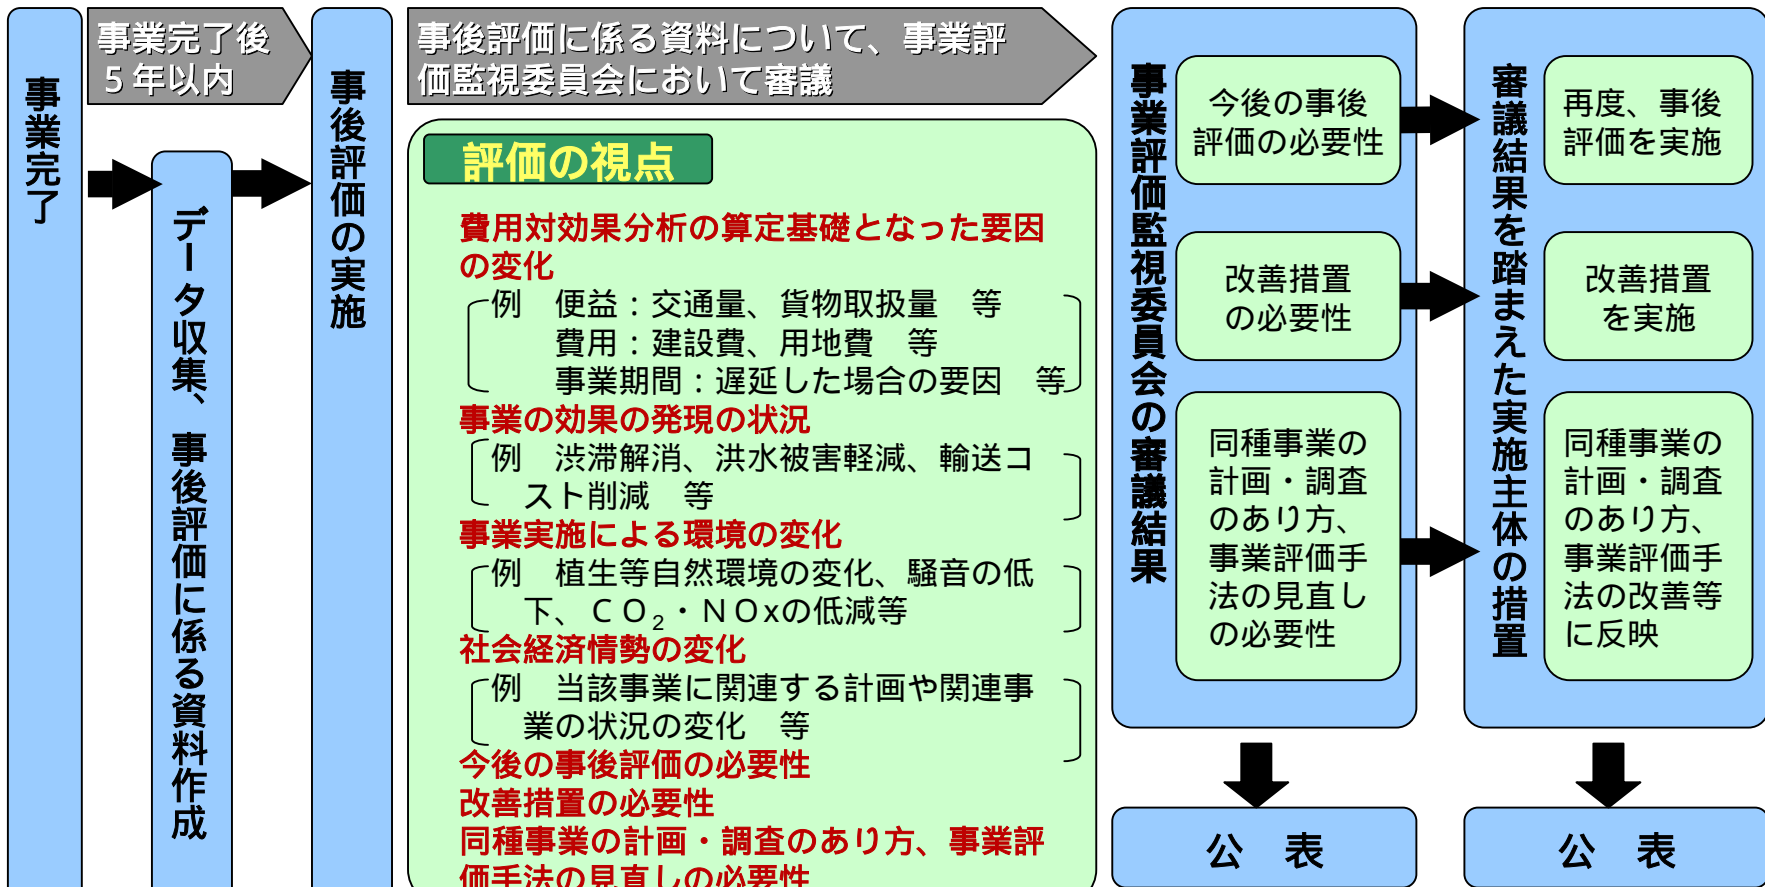 事業完了
事業完了後
５年以内
データ収集、事後評価に係る資料作成
事後評価の実施
事後評価に係る資料について、事業評
価監視委員会において審議
評価の視点
費用対効果分析の算定基礎となった要因
の変化
例　便益：交通量、貨物取扱量　等
費用：建設費、用地費　等
事業期間：遅延した場合の要因　等
事業の効果の発現の状況
例　渋滞解消、洪水被害軽減、輸送コ
スト削減　等
事業実施による環境の変化
例　植生等自然環境の変化、騒音の低
下、ＣＯ₂・ＮＯxの低減等
社会経済情勢の変化
例　当該事業に関連する計画や関連事
業の状況の変化　等
今後の事後評価の必要性
改善措置の必要性
同種事業の計画・調査のあり方、事業評
価手法の見直しの必要性
事業評価監視委員会の審議結果
今後の事後
評価の必要性
改善措置
の必要性
同種事業の
計画・調査
のあり方、
事業評価手
法の見直し
の必要性
公　表
審議結果を踏まえた実施主体の措置
再度、事後
評価を実施
改善措置
を実施
同種事業の
計画・調査
のあり方、
事業評価手
法の改善等
に反映
公　表